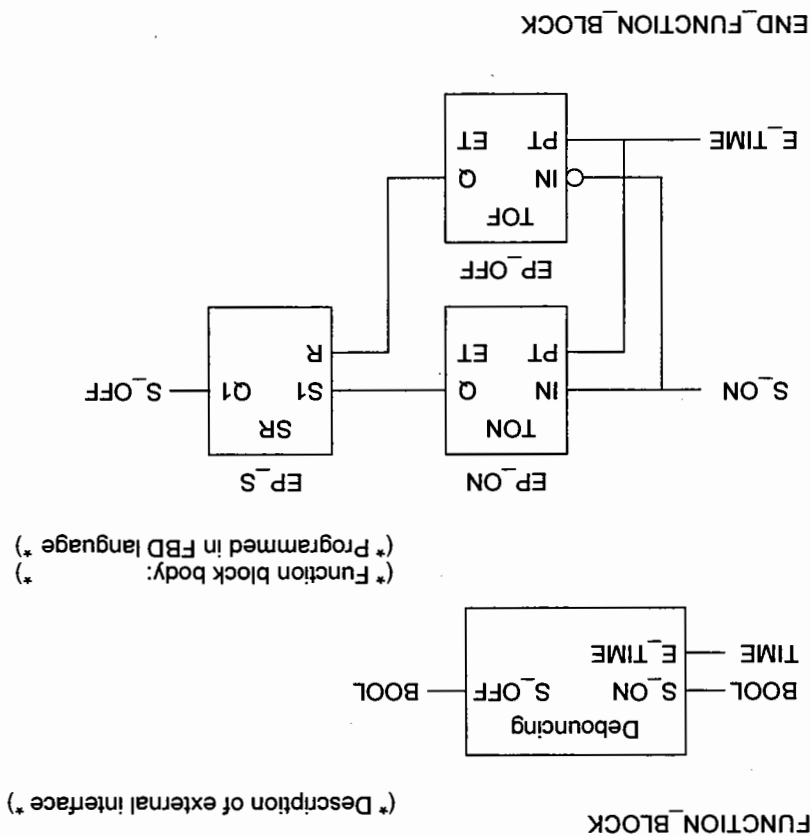 FUNCTION_BLOCK
(* Description of external interface *)
Debouncing
BOOL S_ON S_OFF BOOL
TIME E_TIME
(* Function block body: *)
(* Programmed in FBD language *)
EP_ON EP_S
TON SR
S_ON IN Q S1 Q1 S_OFF
PT ET R
EP_OFF
TOF
IN Q
E_TIME PT ET
END_FUNCTION_BLOCK